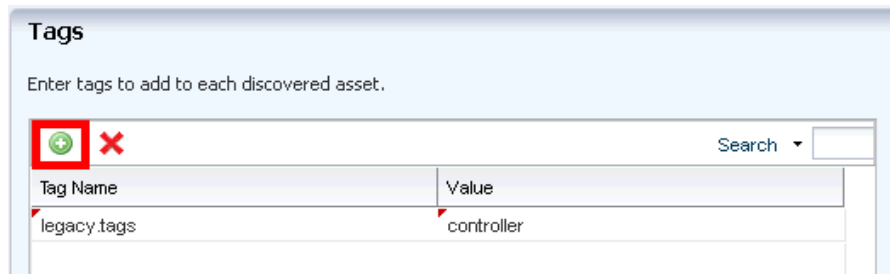 Tags
Enter tags to add to each discovered asset.
Search
Tag Name Value
legacy.tags controller